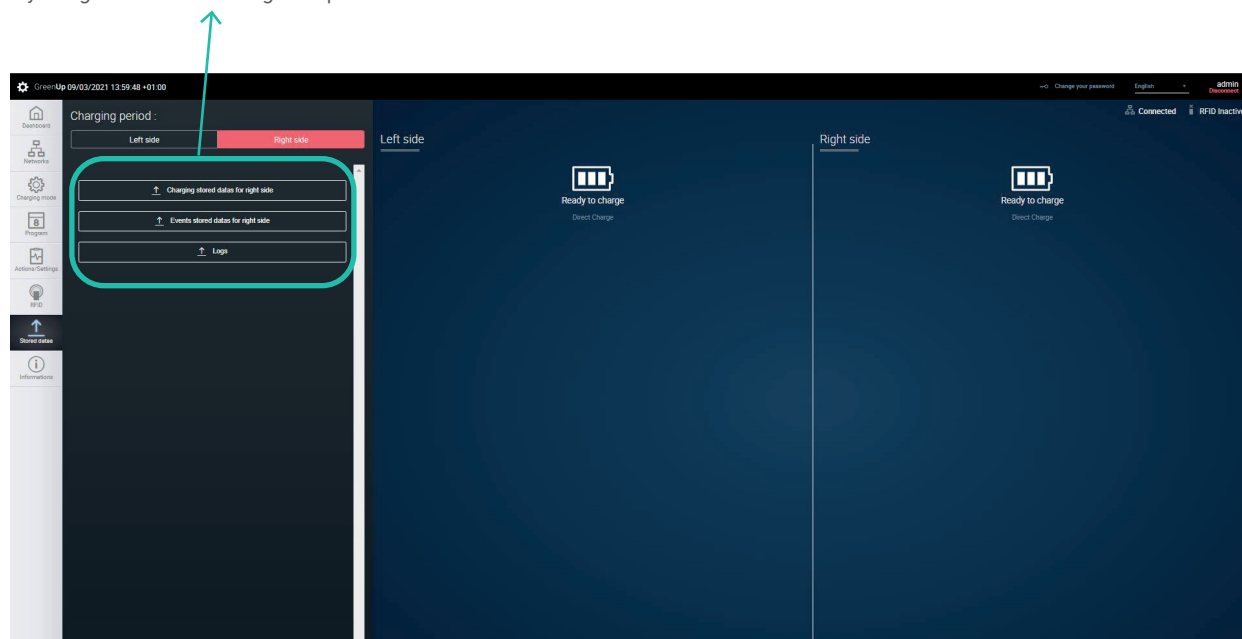 GreenUp 09/03/2021 13:59:48 +01:00
Change your password
English
admin
Disconnect
Connected
RFID Inactive
Dashboard
Networks
Charging mode
8
Program
Actions/Settings
RFID
Stored datas
Informations
Charging period :
Left side
Right side
Charging stored datas for right side
Events stored datas for right side
Logs
Left side
Ready to charge
Direct Charge
Right side
Ready to charge
Direct Charge